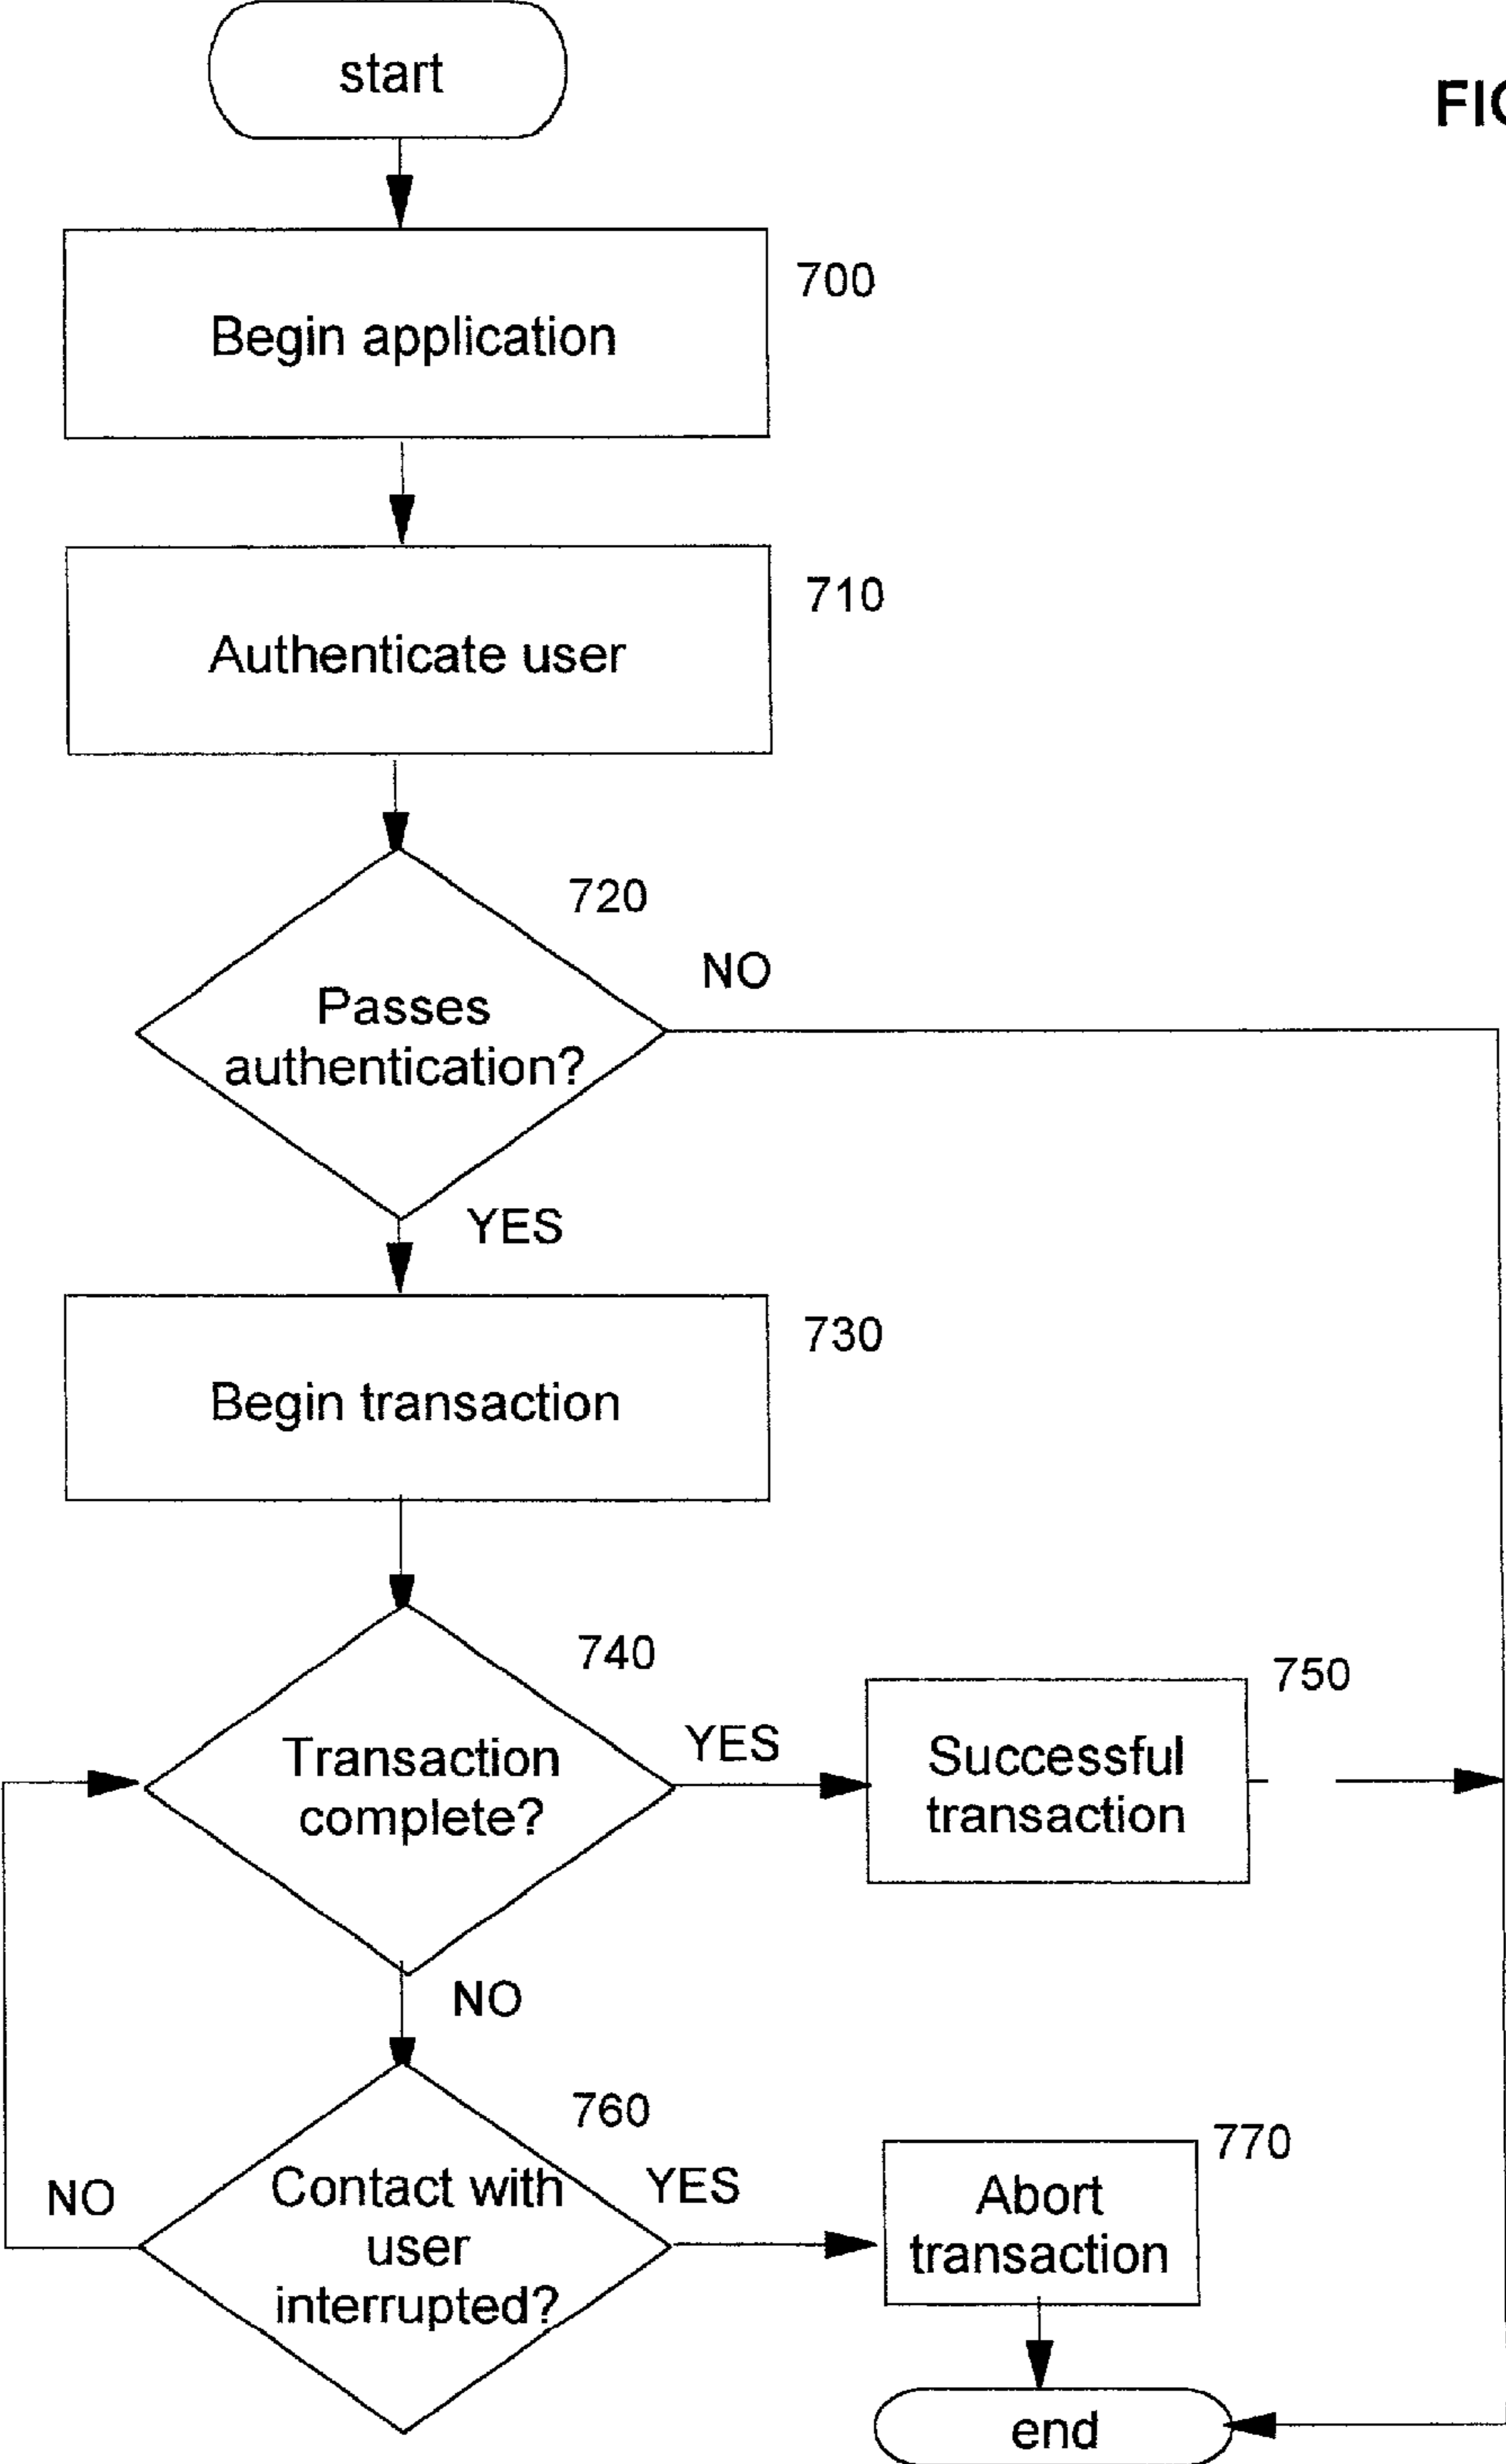 start
FIG
700
Begin application
710
Authenticate user
720
NO
Passes
authentication?
YES
730
Begin transaction
740
750
YES
Transaction
complete?
Successful
transaction
NO
760
770
NO
YES
Contact with
user
interrupted?
Abort
transaction
end